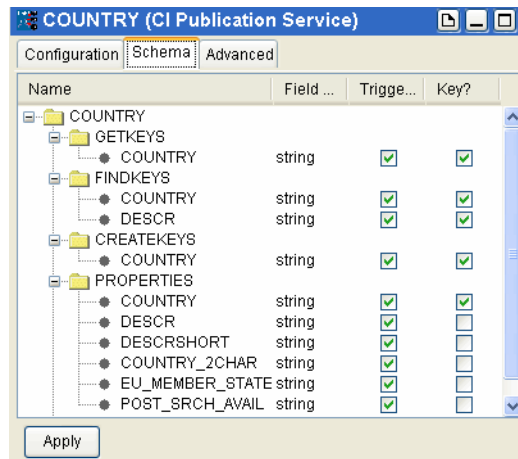 COUNTRY (CI Publication Service)
Configuration Schema Advanced
Name Field ... Trigge... Key?
COUNTRY
GETKEYS
COUNTRY string
FINDKEYS
COUNTRY string
DESCR string
CREATEKEYS
COUNTRY string
PROPERTIES
COUNTRY string
DESCR string
DESCRSHORT string
COUNTRY_2CHAR string
EU_MEMBER_STATE string
POST_SRCH_AVAIL string
Apply